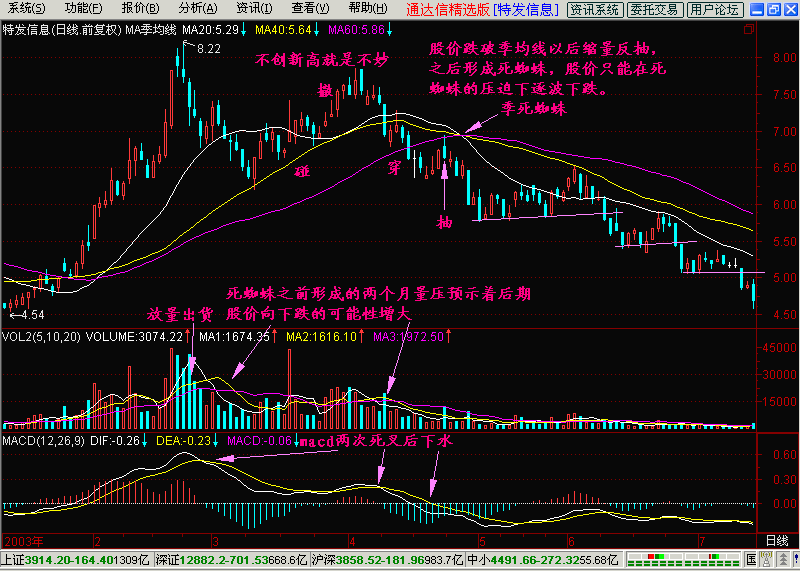 系统(S) 功能(F) 报价(B) 分析(A) 资讯(I) 查看(V) 帮助(H) 通达信精选版 [特发信息] 资讯系统 委托交易 用户论坛
特发信息(日线.前复权) MA季均线 MA20:5.29↓ MA40:5.64↓ MA60:5.86↓
8.22
不创新高就是不妙
股价跌破季均线以后缩量反抽，
之后形成死蜘蛛，股价只能在死
蜘蛛的压迫下逐波下跌。
季死蜘蛛
碰
穿
抽
8.00
7.50
7.00
6.50
6.00
5.50
5.00
4.50
←4.54
死蜘蛛之前形成的两个月量压预示着后期
放量出货 股价向下跌的可能性增大
VOL2(5,10,20) VOLUME:3074.22↑ MA1:1674.35↑ MA2:1616.10↑ MA3:1972.50↑
45000
30000
15000
MACD(12,26,9) DIF:-0.26↓ DEA:-0.23↓ MACD:-0.06↓ macd两次死叉后下水
0.60
0.30
0.00
2003年 2 3 4 5 6 7 日线
上证3914.20 -164.40 1309亿 深证12882.2 -701.53 668.6亿 沪深3858.52 -181.96 983.7亿 中小4491.66 -272.32 55.68亿